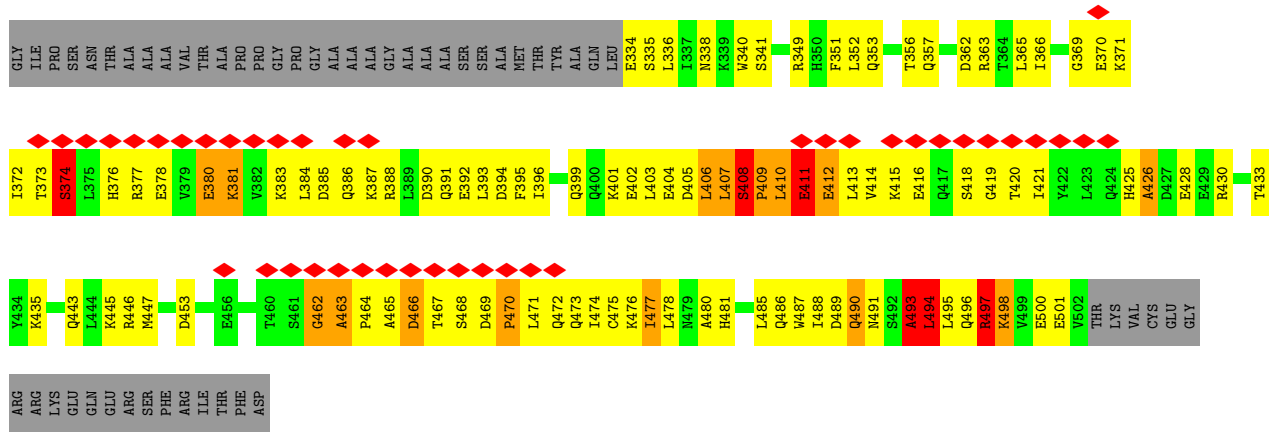 GLY ILE PRO SER ASN THR ALA ALA ALA VAL THR ALA PRO PRO GLY PRO GLY ALA ALA ALA GLY ALA ALA ALA SER SER ALA MET THR TYR ALA GLN LEU E334 S335 L336 I337 N338 K339 W340 S341 R349 H350 F351 L352 Q353 T356 Q357 D362 R363 T364 L365 I366 G369 E370 K371
I372 T373 S374 L375 H376 R377 E378 V379 E380 K381 V382 K383 L384 D385 Q386 K387 R388 L389 D390 Q391 E392 L393 D394 F395 I396 Q399 Q400 K401 E402 L403 E404 D405 L406 L407 S408 P409 L410 E411 E412 L413 V414 K415 E416 Q417 S418 G419 T420 I421 Y422 L423 Q424 H425 A426 D427 E428 E429 R430 T433
Y434 K435 Q443 L444 K445 R446 M447 D453 E456 T460 S461 G462 A463 P464 A465 D466 T467 S468 D469 P470 L471 Q472 Q473 I474 C475 K476 I477 L478 N479 A480 H481 L485 Q486 W487 I488 D489 Q490 N491 S492 A493 L494 L495 Q496 R497 K498 V499 E500 E501 V502 THR LYS VAL CYS GLU GLY
ARG ARG LYS GLU GLN GLU ARG SER PHE ARG ILE THR PHE ASP